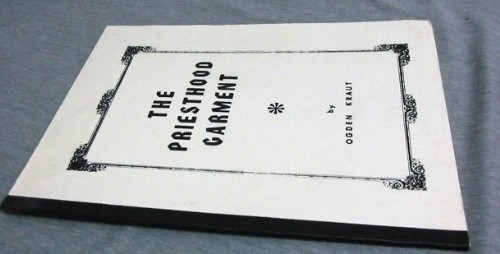 THE
PRIESTHOOD
GARMENT
by
OGDEN KRAUT